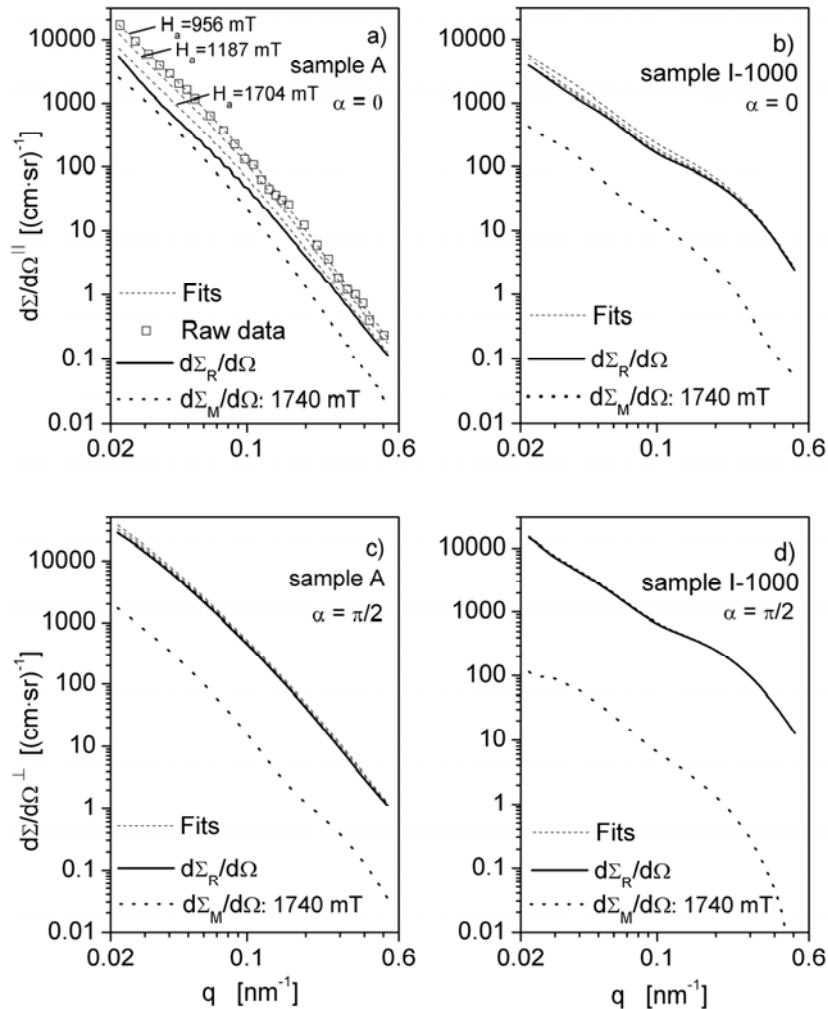 10000
1000
100
10
1
0.1
0.01
dΣ/dΩ^∥ [(cm·sr)^-1]
H_a=956 mT
H_a=1187 mT
H_a=1704 mT
a)
sample A
α = 0
Fits
Raw data
dΣ_R/dΩ
dΣ_M/dΩ: 1740 mT
0.02
0.1
0.6
10000
1000
100
10
1
0.1
0.01
b)
sample I-1000
α = 0
Fits
dΣ_R/dΩ
dΣ_M/dΩ: 1740 mT
0.02
0.1
0.6
10000
1000
100
10
1
0.1
0.01
dΣ/dΩ^⊥ [(cm·sr)^-1]
c)
sample A
α = π/2
Fits
dΣ_R/dΩ
dΣ_M/dΩ: 1740 mT
0.02
0.1
0.6
q [nm^-1]
10000
1000
100
10
1
0.1
0.01
d)
sample I-1000
α = π/2
Fits
dΣ_R/dΩ
dΣ_M/dΩ: 1740 mT
0.02
0.1
0.6
q [nm^-1]